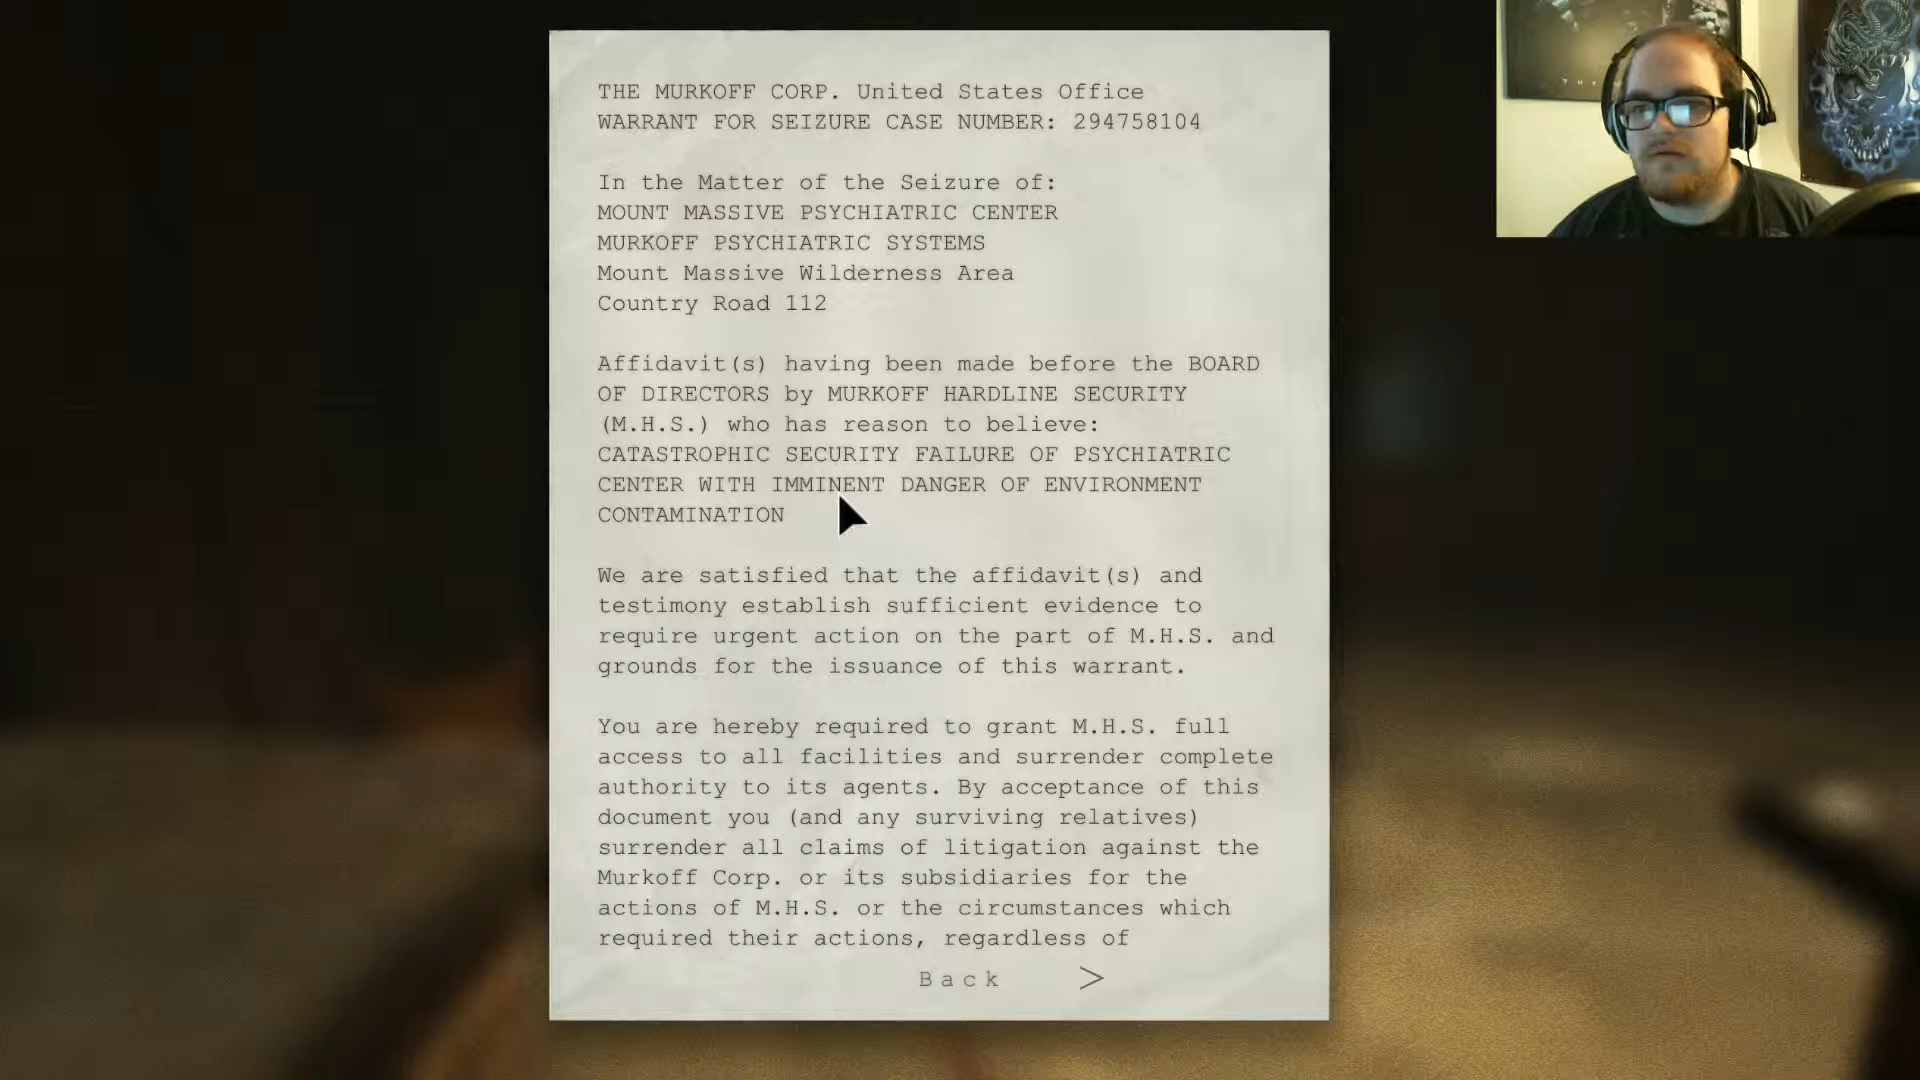 THE MURKOFF CORP. United States Office
WARRANT FOR SEIZURE CASE NUMBER: 294758104
In the Matter of the Seizure of:
MOUNT MASSIVE PSYCHIATRIC CENTER
MURKOFF PSYCHIATRIC SYSTEMS
Mount Massive Wilderness Area
Country Road 112
Affidavit(s) having been made before the BOARD
OF DIRECTORS by MURKOFF HARDLINE SECURITY
(M.H.S.) who has reason to believe:
CATASTROPHIC SECURITY FAILURE OF PSYCHIATRIC
CENTER WITH IMMINENT DANGER OF ENVIRONMENT
CONTAMINATION
We are satisfied that the affidavit(s) and
testimony establish sufficient evidence to
require urgent action on the part of M.H.S. and
grounds for the issuance of this warrant.
You are hereby required to grant M.H.S. full
access to all facilities and surrender complete
authority to its agents. By acceptance of this
document you (and any surviving relatives)
surrender all claims of litigation against the
Murkoff Corp. or its subsidiaries for the
actions of M.H.S. or the circumstances which
required their actions, regardless of
Back >